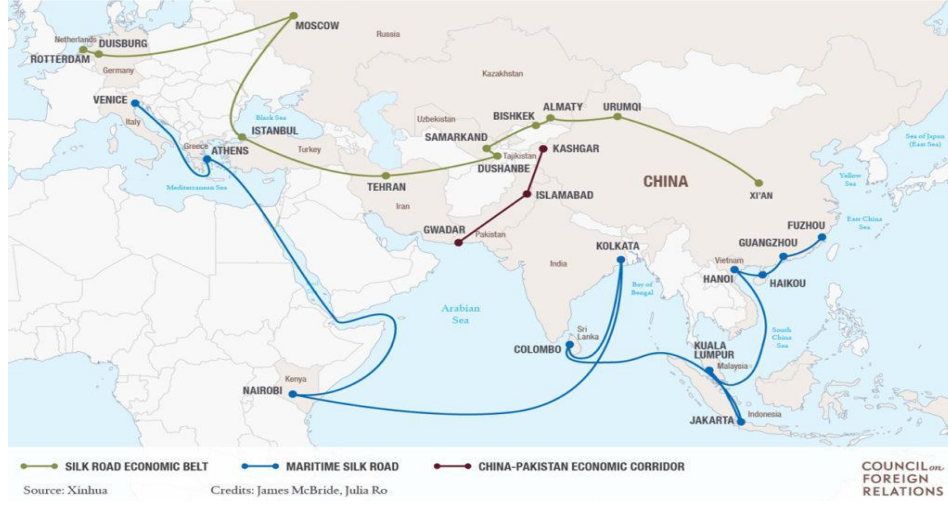 MOSCOW
Netherlands
DUISBURG
ROTTERDAM
Germany
Russia
Kazakhstan
VENICE
Italy
Black Sea
ISTANBUL
Greece
ATHENS
Turkey
Mediterranean Sea
Uzbekistan
BISHKEK
ALMATY
URUMQI
SAMARKAND
Tajikistan
DUSHANBE
KASHGAR
TEHRAN
Iran
ISLAMABAD
CHINA
XI'AN
Sea of Japan
(East Sea)
Yellow
Sea
East China
Sea
GWADAR
Pakistan
KOLKATA
India
FUZHOU
GUANGZHOU
Vietnam
HANOI
HAIKOU
Bay of
Bengal
Arabian
Sea
Sri
Lanka
COLOMBO
South
China
Sea
KUALA
LUMPUR
Malaysia
Kenya
NAIROBI
JAKARTA
Indonesia
SILK ROAD ECONOMIC BELT
MARITIME SILK ROAD
CHINA-PAKISTAN ECONOMIC CORRIDOR
Source: Xinhua
Credits: James McBride, Julia Ro
COUNCIL on
FOREIGN
RELATIONS